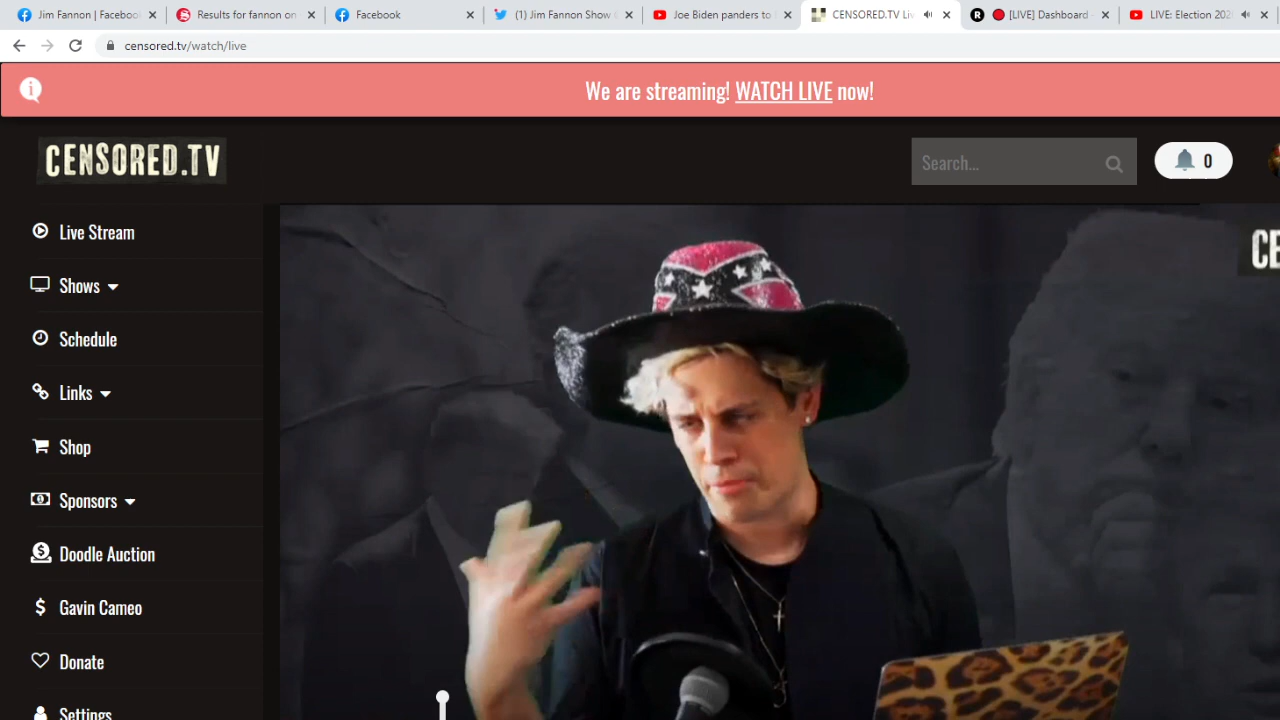 Jim Fannon | Facebook
Results for fannon on
Facebook
(1) Jim Fannon Show
Joe Biden panders to
CENSORED.TV Li
[LIVE] Dashboard -
LIVE: Election 202
censored.tv/watch/live
We are streaming! WATCH LIVE now!
CENSORED.TV
Search...
0
CE
Live Stream
Shows
Schedule
Links
Shop
Sponsors
Doodle Auction
Gavin Cameo
Donate
Settings